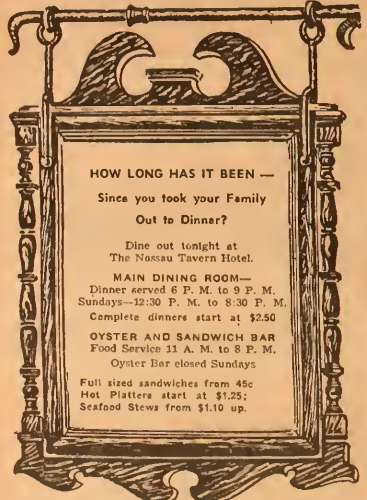 HOW LONG HAS IT BEEN —
Since you took your Family
Out to Dinner?
Dine out tonight at
The Nassau Tavern Hotel.
MAIN DINING ROOM—
Dinner served 6 P. M. to 9 P. M.
Sundays—12:30 P. M. to 8:30 P. M.
Complete dinners start at $2.50
OYSTER AND SANDWICH BAR
Food Service 11 A. M. to 8 P. M.
Oyster Bar closed Sundays
Full sized sandwiches from 45c
Hot Platters start at $1.25;
Seafood Stews from $1.10 up.